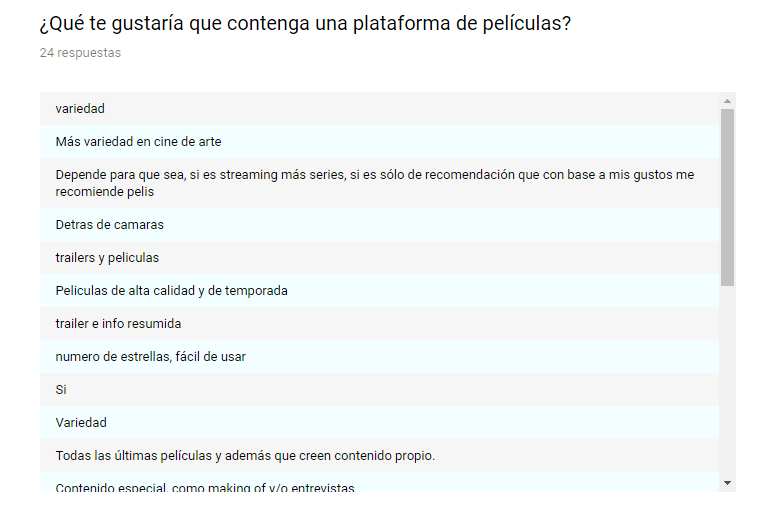 ¿Qué te gustaría que contenga una plataforma de películas?
24 respuestas
variedad
Más variedad en cine de arte
Depende para que sea, si es streaming más series, si es sólo de recomendación que con base a mis gustos me
recomiende pelis
Detras de camaras
trailers y peliculas
Peliculas de alta calidad y de temporada
trailer e info resumida
numero de estrellas, fácil de usar
Si
Variedad
Todas las últimas películas y además que creen contenido propio.
Contenido especial, como making of y/o entrevistas